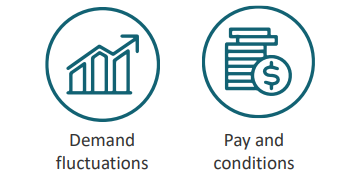 Demand
fluctuations
Pay and
conditions
$